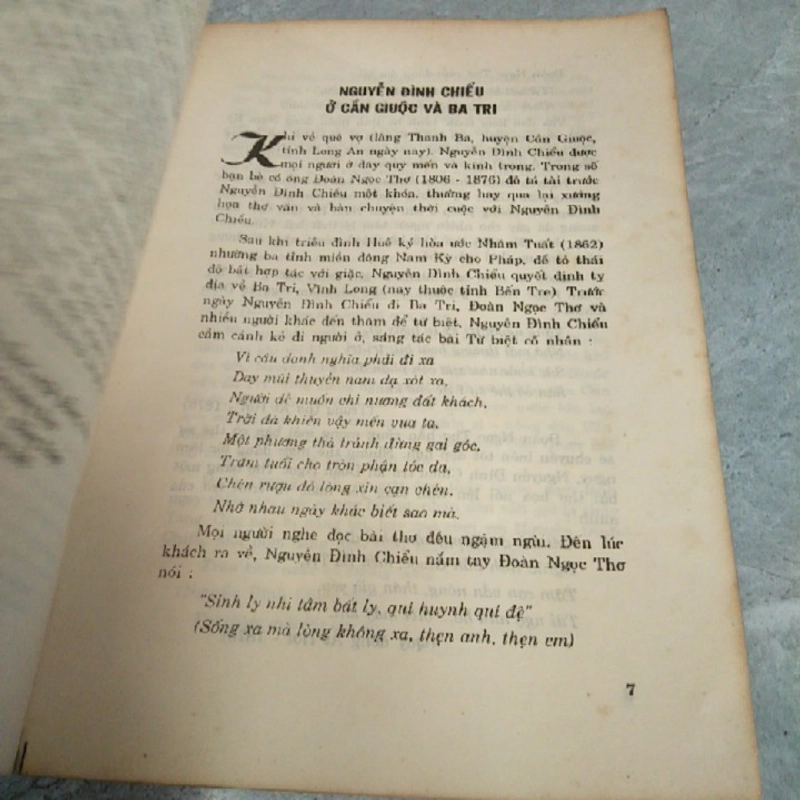 NGUYỄN ĐÌNH CHIỂU
Ở CẦN GIUỘC VÀ BA TRI
Khi về quê vợ (làng Thanh Ba, huyện Cần Giuộc,
tỉnh Long An ngày nay). Nguyễn Đình Chiểu được
mọi người ở đây quý mến và kính trọng. Trong số
bạn bè có ông Đoàn Ngọc Thơ (1806 - 1876) đỗ tú tài trước
Nguyễn Đình Chiểu một khóa, thường hay qua lại xướng
họa thơ văn và bàn chuyện thời cuộc với Nguyễn Đình
Chiểu.
Sau khi triều đình Huế ký hòa ước Nhâm Tuất (1862)
nhường ba tỉnh miền đông Nam Kỳ cho Pháp, để tỏ thái
độ bất hợp tác với giặc, Nguyễn Đình Chiểu quyết định tỵ
địa về Ba Tri, Vĩnh Long (nay thuộc tỉnh Bến Tre). Trước
ngày Nguyễn Đình Chiểu đi Ba Tri, Đoàn Ngọc Thơ và
nhiều người khác đến thăm để từ biệt, Nguyễn Đình Chiểu
cảm cảnh kẻ đi người ở, sáng tác bài Từ biệt cố nhân :
Vì câu danh nghĩa phải đi xa
Day mũi thuyền nam dạ xót xa,
Người dễ muốn chi nương đất khách,
Trời đã khiến vậy mến vua ta,
Một phương thà tránh đừng gai góc,
Trăm tuổi cho tròn phận tóc da,
Chén rượu đã lòng xin cạn chén,
Nhớ nhau ngày khác biết sao mà.
Mọi người nghe đọc bài thơ đều ngậm ngùi. Đến lúc
khách ra về, Nguyễn Đình Chiểu nắm tay Đoàn Ngọc Thơ
nói :
"Sinh ly nhi tâm bất ly, quí huynh quí đệ"
(Sống xa mà lòng không xa, thẹn anh, thẹn em)
7